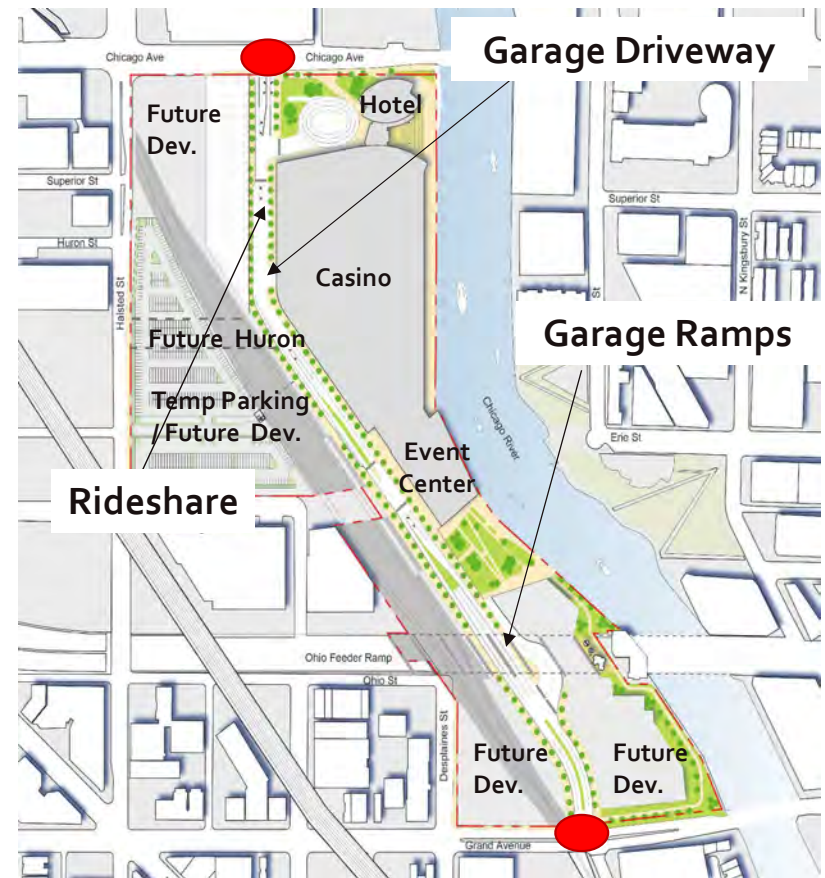 Chicago Ave
Chicago Ave
Garage Driveway
Hotel
Future
Dev.
Superior St
Superior St
N Kingsbury St
Huron St
Halsted St
Casino
St
Future Huron
Garage Ramps
Temp Parking
/ Future Dev.
Chicago River
Erie St
Event
Center
Rideshare
Ohio Feeder Ramp
Ohio St
Desplaines St
Future
Dev.
Future
Dev.
Grand Avenue